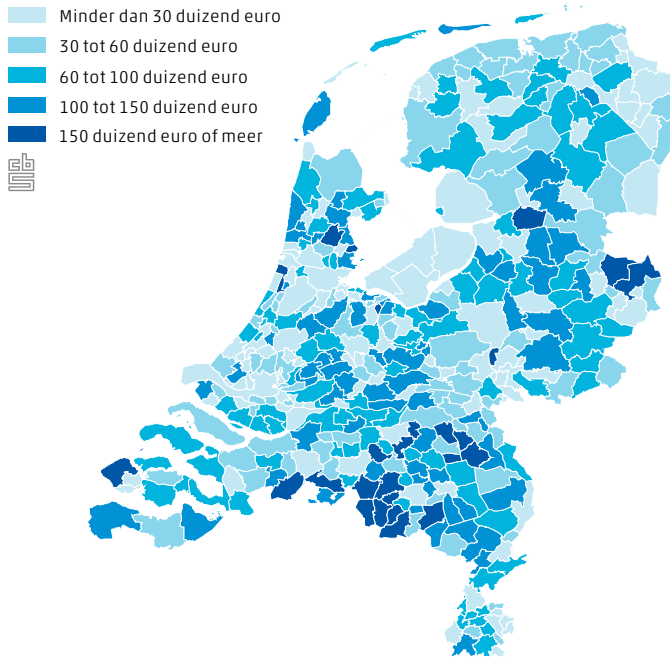 Minder dan 30 duizend euro
30 tot 60 duizend euro
60 tot 100 duizend euro
100 tot 150 duizend euro
150 duizend euro of meer
cbs